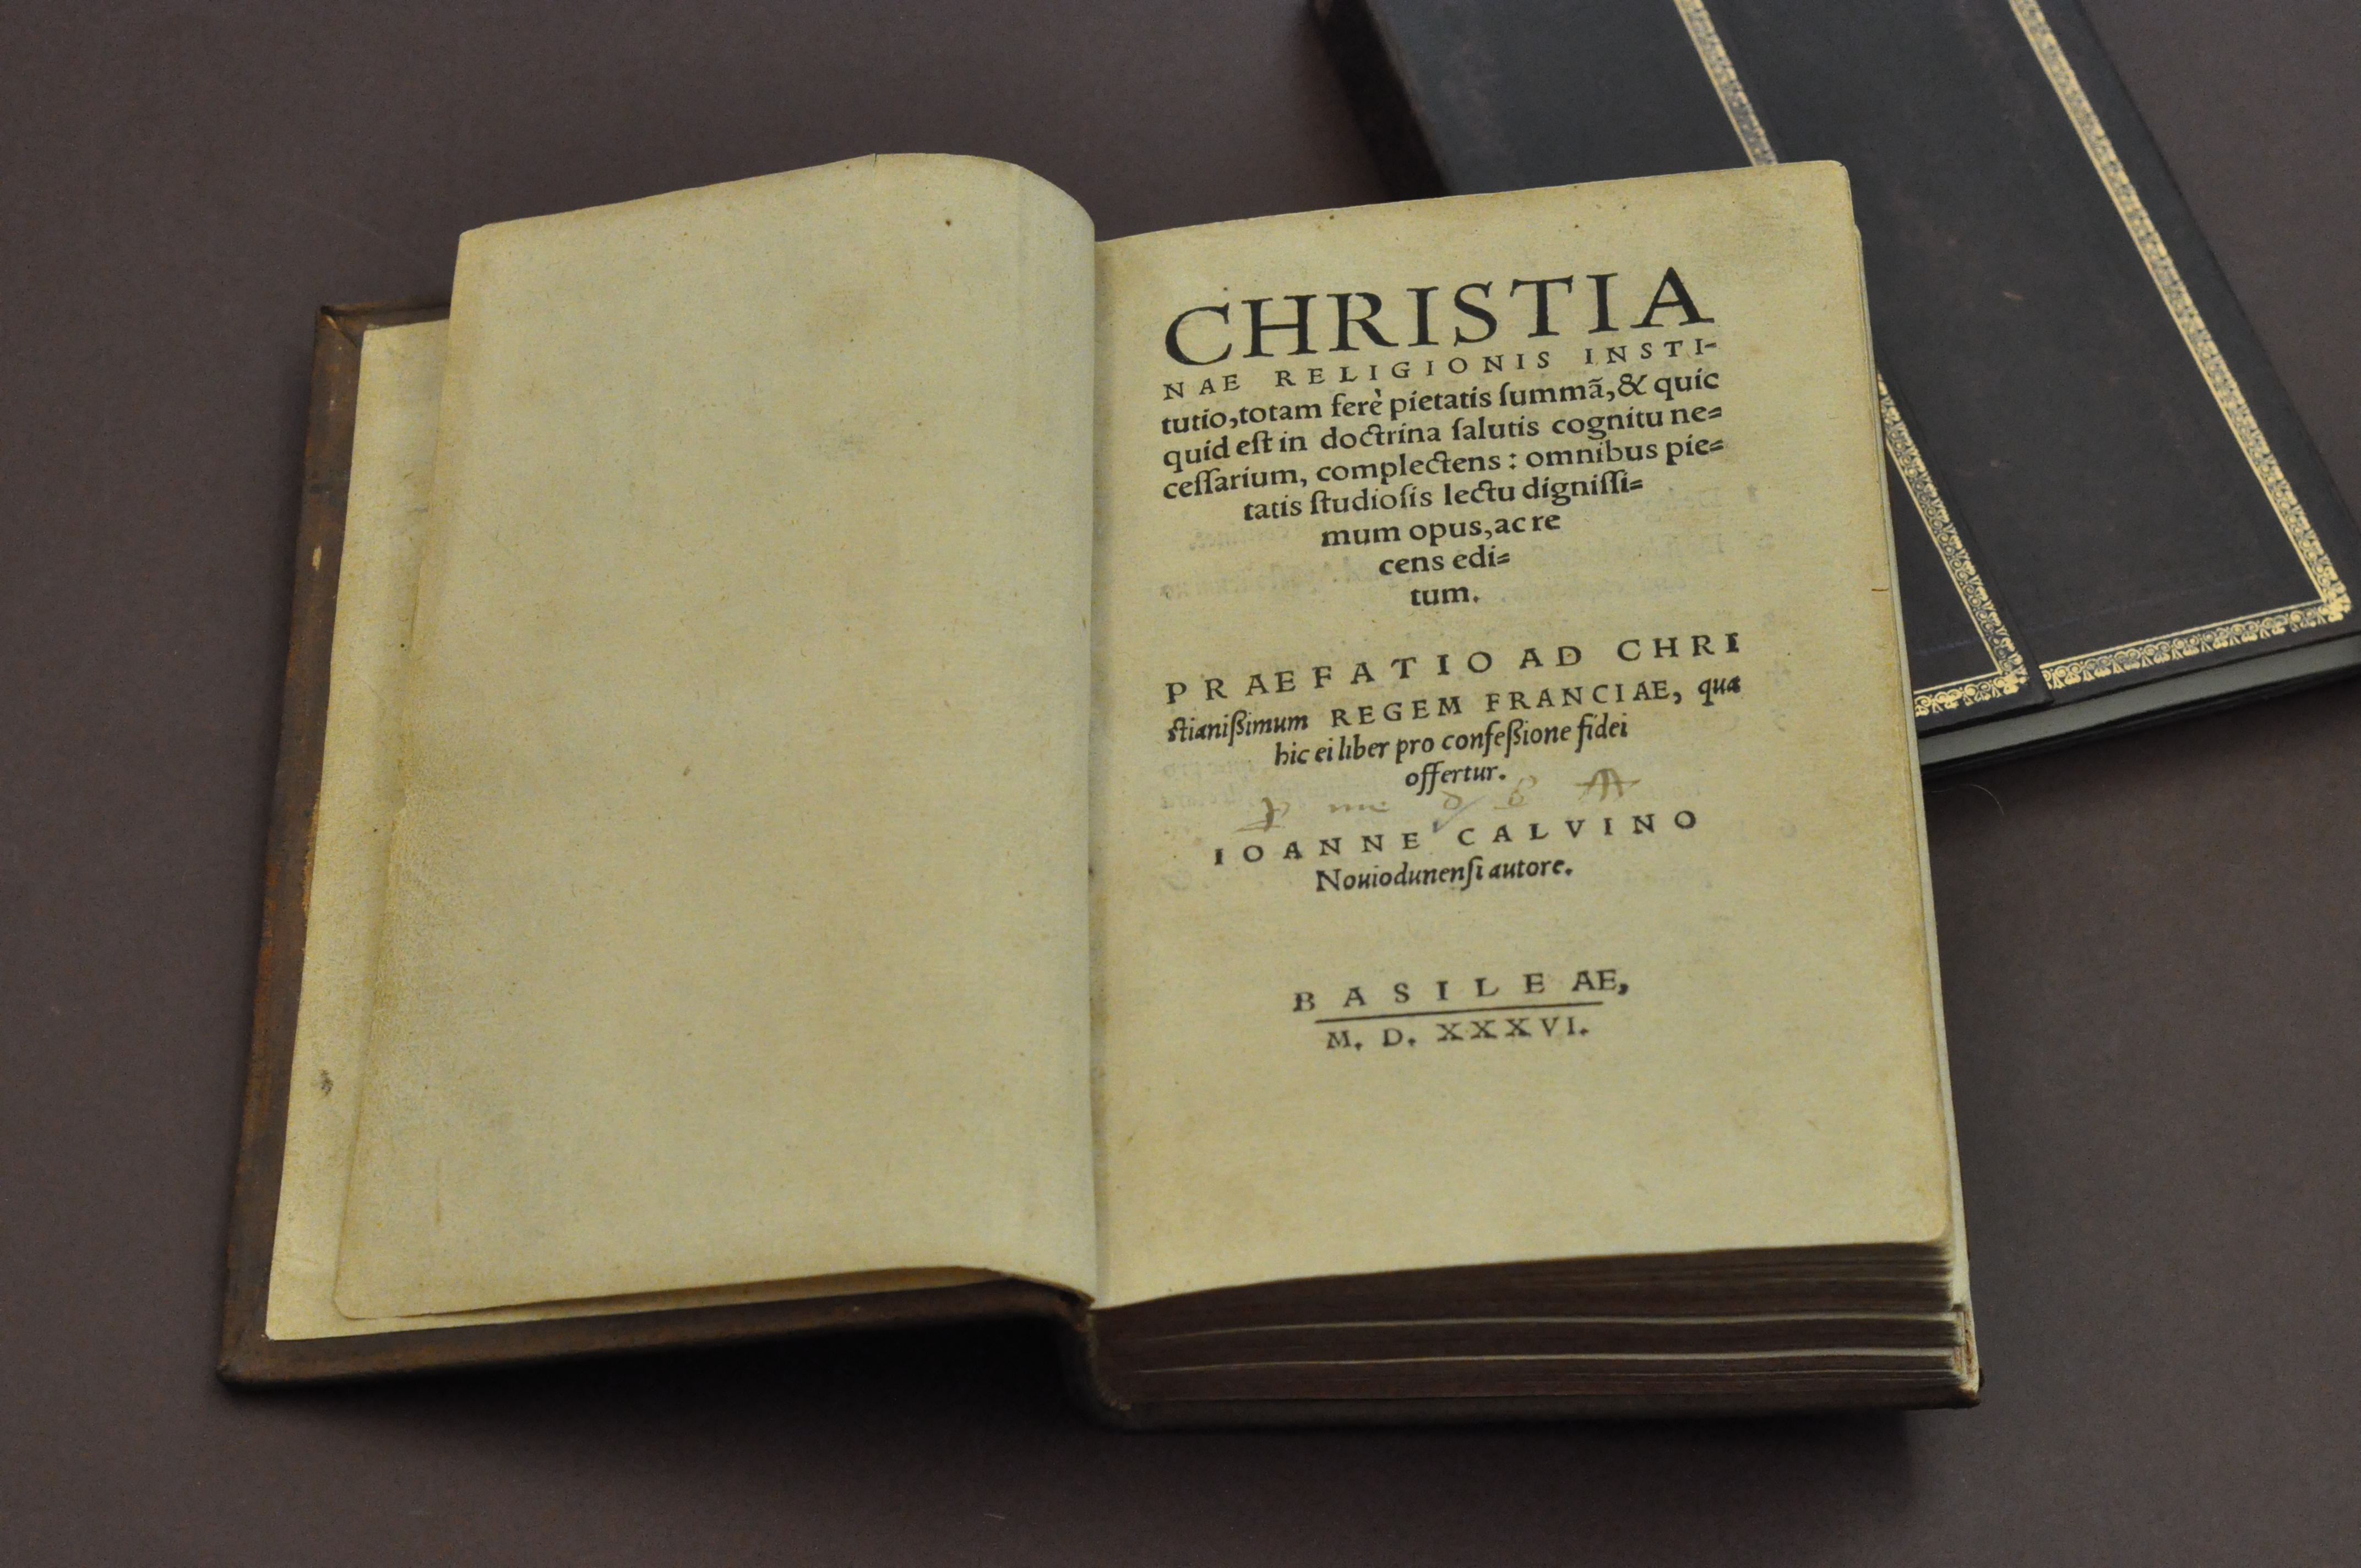 CHRISTIA
NAE RELIGIONIS INSTI-
tutio, totam ferè pietatis ſummã, & quic
quid eſt in doctrina ſalutis cognitu ne=
ceſſarium, complectens: omnibus pie=
tatis ſtudioſis lectu digniſſi=
mum opus, ac re
cens edi=
tum.
PRAEFATIO AD CHRI
ſtianißimum REGEM FRANCIAE, qua
hic ei liber pro confeßione fidei
offertur.
IOANNE CALVINO
Nouiodunenſi autore.
BASILEAE,
M. D. XXXVI.